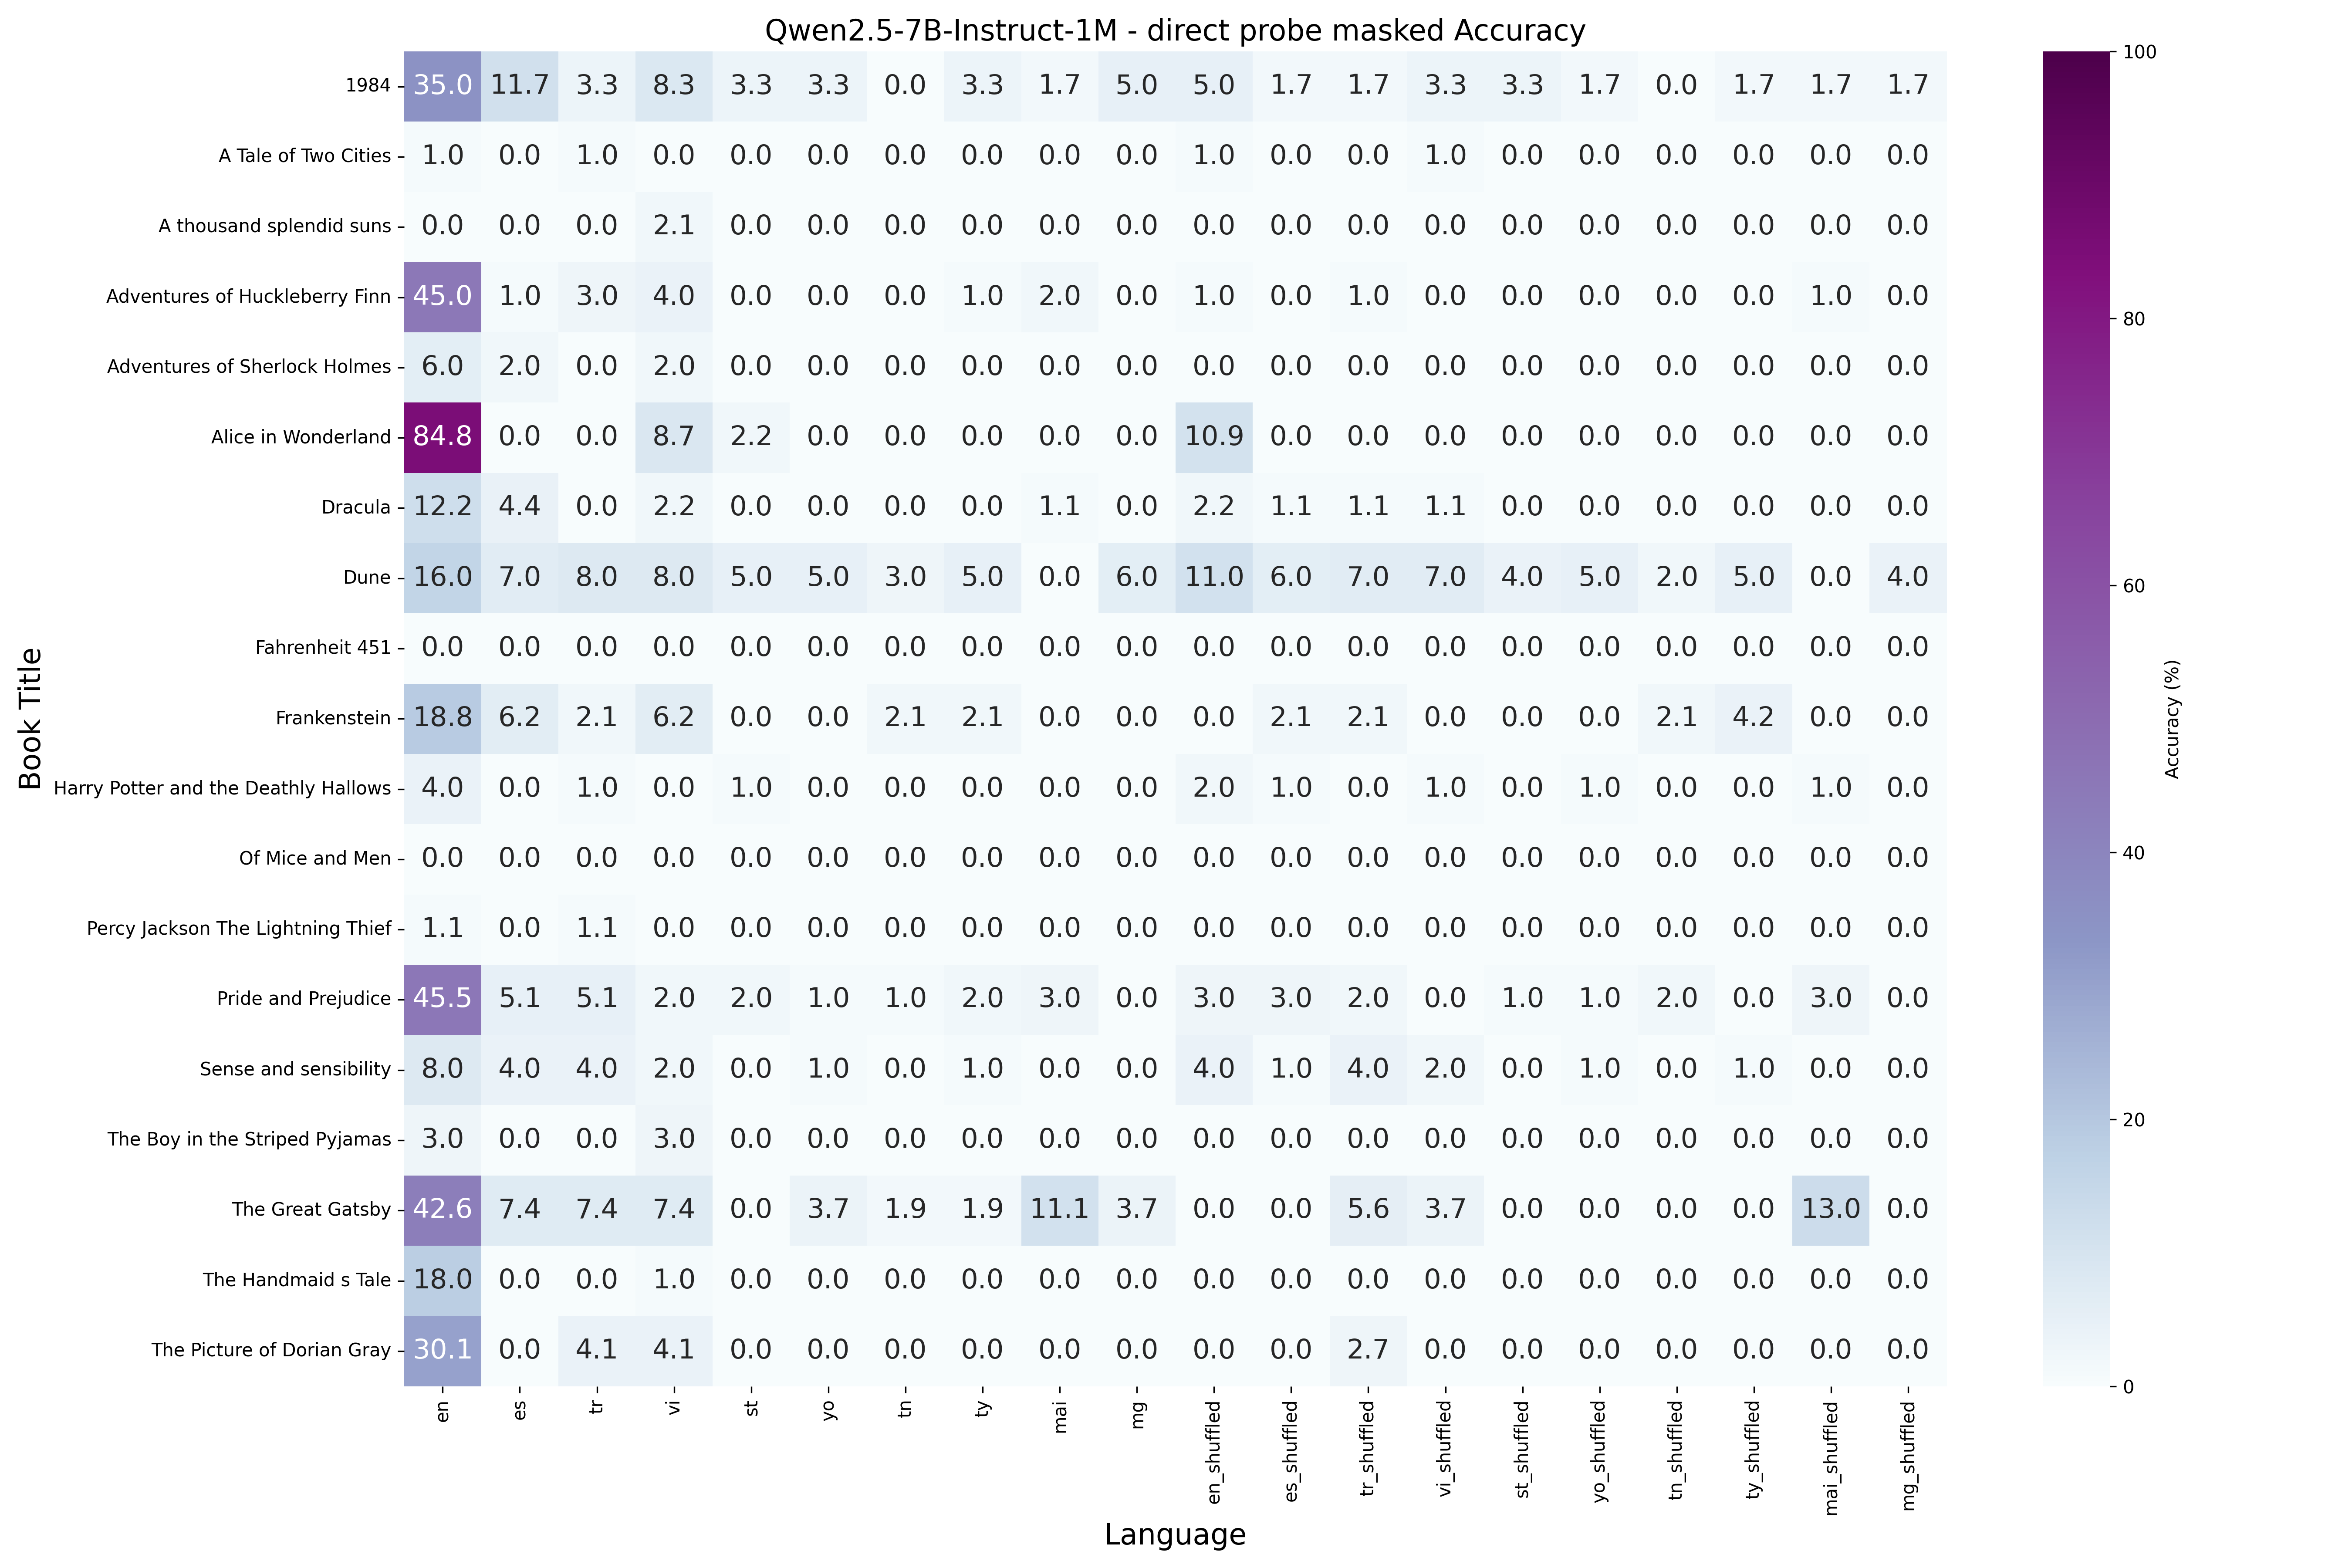 Qwen2.5-7B-Instruct-1M - direct probe masked Accuracy
1984 35.0 11.7 3.3 8.3 3.3 3.3 0.0 3.3 1.7 5.0 5.0 1.7 1.7 3.3 3.3 1.7 0.0 1.7 1.7 1.7
A Tale of Two Cities 1.0 0.0 1.0 0.0 0.0 0.0 0.0 0.0 0.0 0.0 1.0 0.0 0.0 1.0 0.0 0.0 0.0 0.0 0.0 0.0
A thousand splendid suns 0.0 0.0 0.0 2.1 0.0 0.0 0.0 0.0 0.0 0.0 0.0 0.0 0.0 0.0 0.0 0.0 0.0 0.0 0.0 0.0
Adventures of Huckleberry Finn 45.0 1.0 3.0 4.0 0.0 0.0 0.0 1.0 2.0 0.0 1.0 0.0 1.0 0.0 0.0 0.0 0.0 0.0 1.0 0.0
Adventures of Sherlock Holmes 6.0 2.0 0.0 2.0 0.0 0.0 0.0 0.0 0.0 0.0 0.0 0.0 0.0 0.0 0.0 0.0 0.0 0.0 0.0 0.0
Alice in Wonderland 84.8 0.0 0.0 8.7 2.2 0.0 0.0 0.0 0.0 0.0 10.9 0.0 0.0 0.0 0.0 0.0 0.0 0.0 0.0 0.0
Dracula 12.2 4.4 0.0 2.2 0.0 0.0 0.0 0.0 1.1 0.0 2.2 1.1 1.1 1.1 0.0 0.0 0.0 0.0 0.0 0.0
Dune 16.0 7.0 8.0 8.0 5.0 5.0 3.0 5.0 0.0 6.0 11.0 6.0 7.0 7.0 4.0 5.0 2.0 5.0 0.0 4.0
Fahrenheit 451 0.0 0.0 0.0 0.0 0.0 0.0 0.0 0.0 0.0 0.0 0.0 0.0 0.0 0.0 0.0 0.0 0.0 0.0 0.0 0.0
Frankenstein 18.8 6.2 2.1 6.2 0.0 0.0 2.1 2.1 0.0 0.0 0.0 2.1 2.1 0.0 0.0 0.0 2.1 4.2 0.0 0.0
Harry Potter and the Deathly Hallows 4.0 0.0 1.0 0.0 1.0 0.0 0.0 0.0 0.0 0.0 2.0 1.0 0.0 1.0 0.0 1.0 0.0 0.0 1.0 0.0
Of Mice and Men 0.0 0.0 0.0 0.0 0.0 0.0 0.0 0.0 0.0 0.0 0.0 0.0 0.0 0.0 0.0 0.0 0.0 0.0 0.0 0.0
Percy Jackson The Lightning Thief 1.1 0.0 1.1 0.0 0.0 0.0 0.0 0.0 0.0 0.0 0.0 0.0 0.0 0.0 0.0 0.0 0.0 0.0 0.0 0.0
Pride and Prejudice 45.5 5.1 5.1 2.0 2.0 1.0 1.0 2.0 3.0 0.0 3.0 3.0 2.0 0.0 1.0 1.0 2.0 0.0 3.0 0.0
Sense and sensibility 8.0 4.0 4.0 2.0 0.0 1.0 0.0 1.0 0.0 0.0 4.0 1.0 4.0 2.0 0.0 1.0 0.0 1.0 0.0 0.0
The Boy in the Striped Pyjamas 3.0 0.0 0.0 3.0 0.0 0.0 0.0 0.0 0.0 0.0 0.0 0.0 0.0 0.0 0.0 0.0 0.0 0.0 0.0 0.0
The Great Gatsby 42.6 7.4 7.4 7.4 0.0 3.7 1.9 1.9 11.1 3.7 0.0 0.0 5.6 3.7 0.0 0.0 0.0 0.0 13.0 0.0
The Handmaid s Tale 18.0 0.0 0.0 1.0 0.0 0.0 0.0 0.0 0.0 0.0 0.0 0.0 0.0 0.0 0.0 0.0 0.0 0.0 0.0 0.0
The Picture of Dorian Gray 30.1 0.0 4.1 4.1 0.0 0.0 0.0 0.0 0.0 0.0 0.0 0.0 2.7 0.0 0.0 0.0 0.0 0.0 0.0 0.0
en es tr vi st yo tn ty mai mg en_shuffled es_shuffled tr_shuffled vi_shuffled st_shuffled yo_shuffled tn_shuffled ty_shuffled mai_shuffled mg_shuffled
Language
Book Title
100
80
60
40
20
0
Accuracy (%)